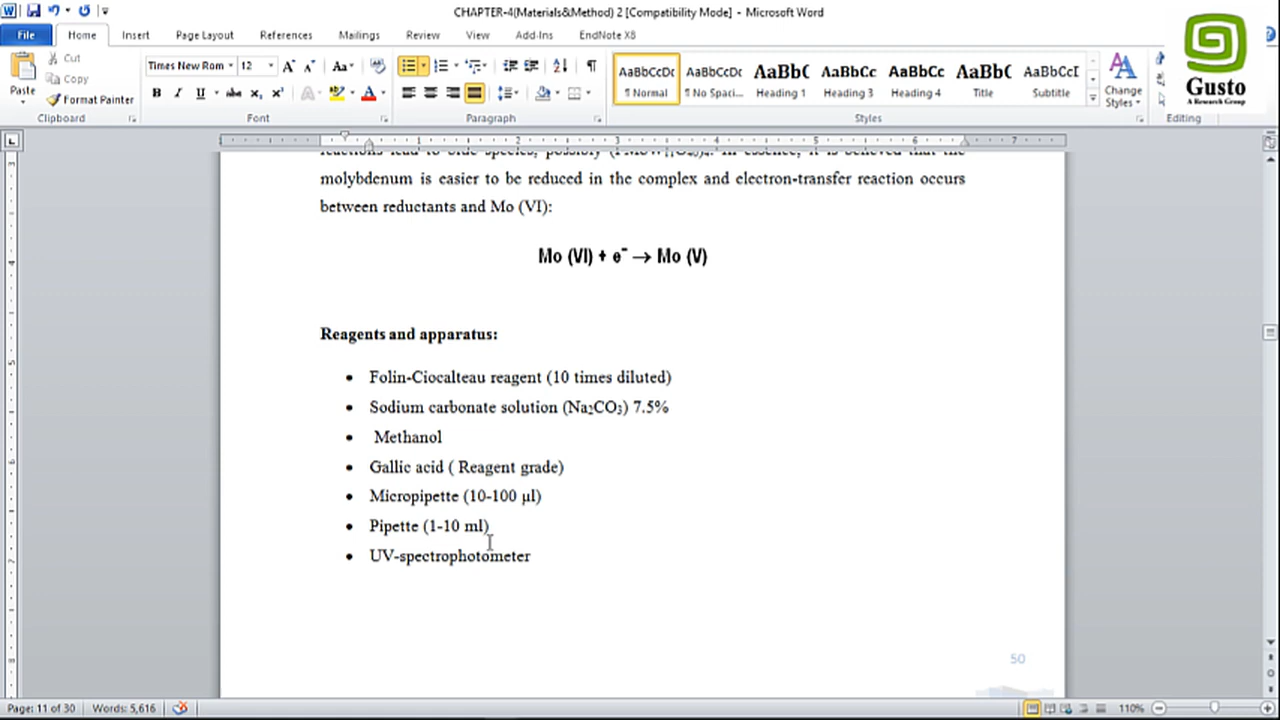 CHAPTER-4(Materials&Method) 2 [Compatibility Mode] - Microsoft Word
File Home Insert Page Layout References Mailings Review View Add-Ins EndNote X8
Gusto
A Research Group
Paste
Cut
Copy
Format Painter
Clipboard
Times New Rom 12
Font
Paragraph
AaBbCcDc AaBbCcDc AaBbC AaBbCc AaBbCc AaBbC AaBbCcI
¶ Normal ¶ No Spaci... Heading 1 Heading 3 Heading 4 Title Subtitle
Change Styles
Styles
Editing
molybdenum is easier to be reduced in the complex and electron-transfer reaction occurs
between reductants and Mo (VI):
Mo (VI) + e⁻ → Mo (V)
Reagents and apparatus:
• Folin-Ciocalteau reagent (10 times diluted)
• Sodium carbonate solution (Na₂CO₃) 7.5%
• Methanol
• Gallic acid ( Reagent grade)
• Micropipette (10-100 µl)
• Pipette (1-10 ml)
• UV-spectrophotometer
50
Page: 11 of 30 Words: 5,616 110%